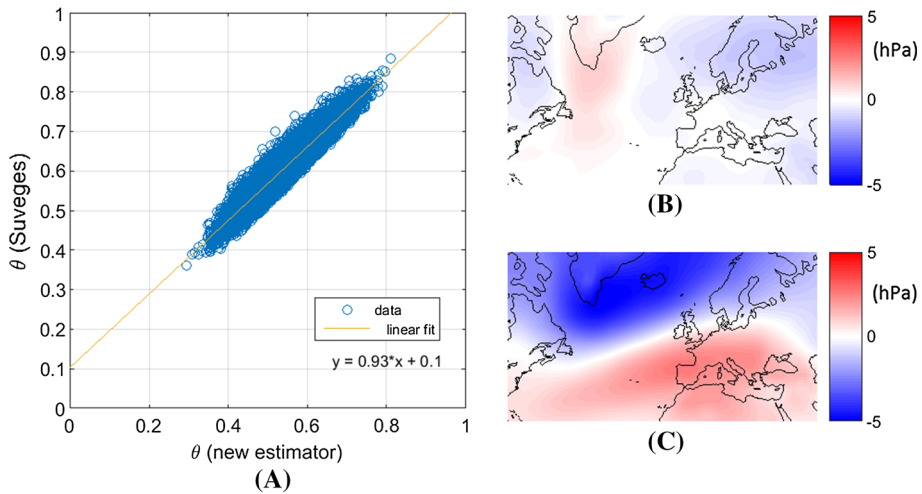 1
0.9
0.8
0.7
0.6
0.5
0.4
0.3
0.2
0.1
0
θ (Suveges)
data
linear fit
y = 0.93*x + 0.1
0 0.2 0.4 0.6 0.8 1
θ (new estimator)
(A)
5
(hPa)
0
-5
(B)
5
(hPa)
0
-5
(C)